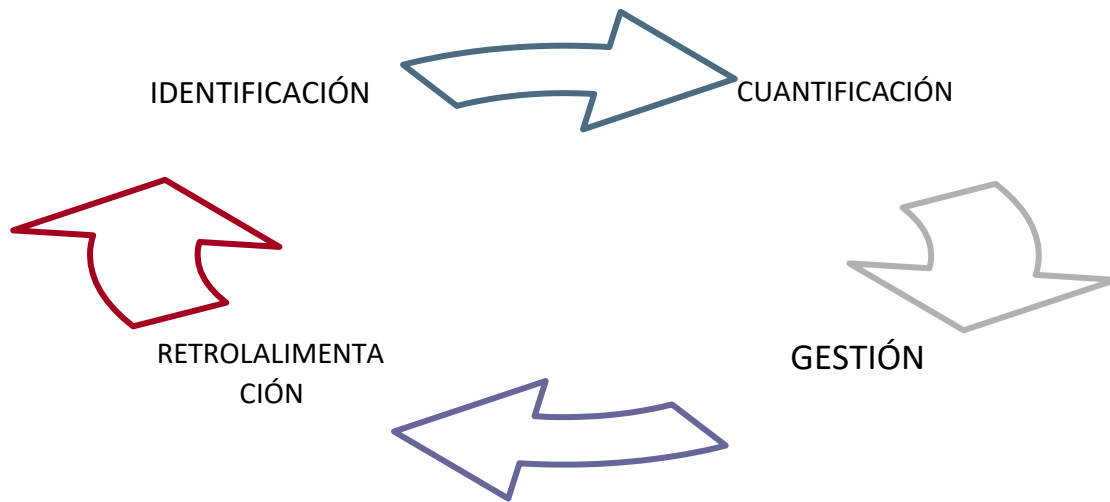 IDENTIFICACIÓN
CUANTIFICACIÓN
RETROLALIMENTA
CIÓN
GESTIÓN